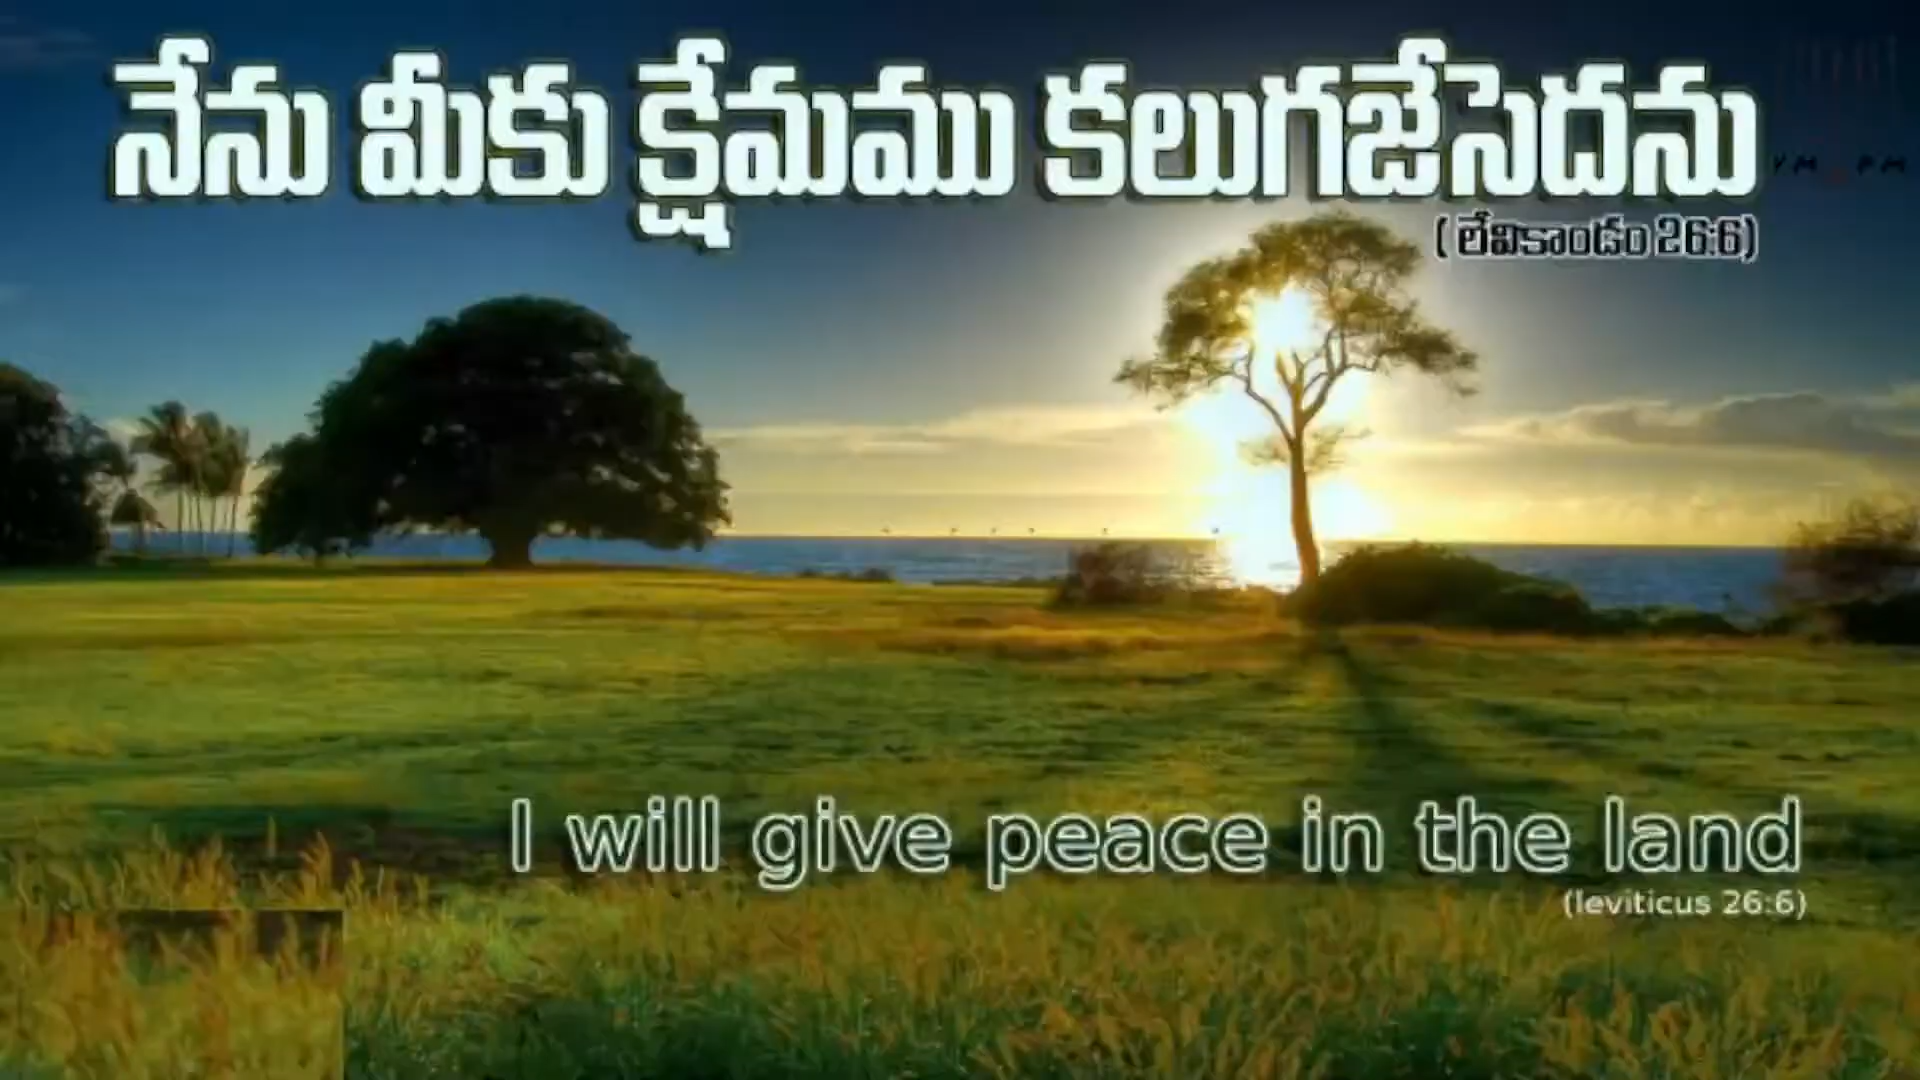 నేను మీకు క్షేమము కలుగజేసెదను
( లేవికాండం 26:6)
I will give peace in the land
(leviticus 26:6)